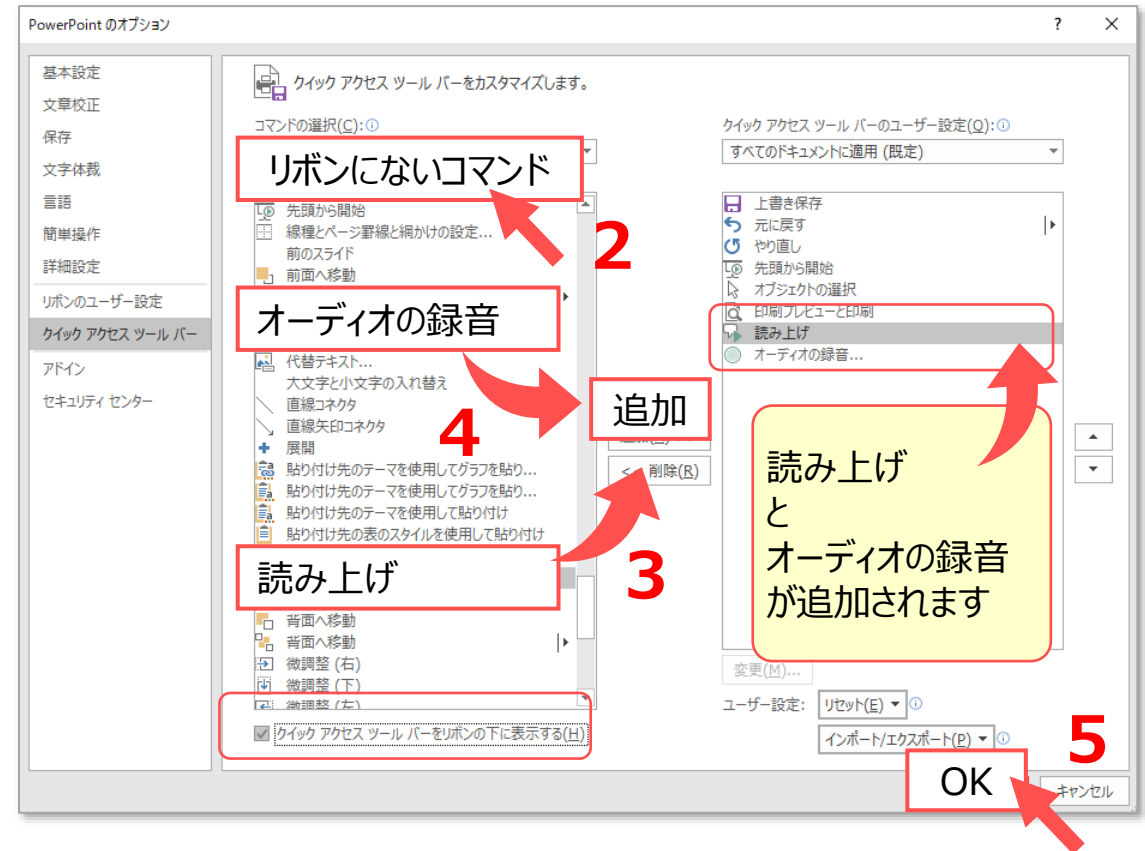 PowerPoint のオプション
?
×
基本設定
文章校正
保存
文字体裁
言語
簡単操作
詳細設定
リボンのユーザー設定
クイック アクセス ツール バー
アドイン
セキュリティ センター
クイック アクセス ツール バーをカスタマイズします。
コマンドの選択(C):
リボンにないコマンド
先頭から開始
線種とページ罫線と網かけの設定...
前のスライド
前面へ移動
2
オーディオの録音
代替テキスト...
大文字と小文字の入れ替え
直線コネクタ
直線矢印コネクタ
展開
貼り付け先のテーマを使用してグラフを貼り...
貼り付け先のテーマを使用してグラフを貼り...
貼り付け先のテーマを使用して貼り付け
貼り付け先の表のスタイルを使用して貼り付け
4
読み上げ
背面へ移動
背面へ移動
微調整 (右)
微調整 (下)
微調整 (左)
クイック アクセス ツール バーをリボンの下に表示する(H)
追加
削除(R)
3
クイック アクセス ツール バーのユーザー設定(Q):
すべてのドキュメントに適用 (既定)
上書き保存
元に戻す
やり直し
先頭から開始
オブジェクトの選択
印刷プレビューと印刷
読み上げ
オーディオの録音...
読み上げ
と
オーディオの録音
が追加されます
変更(M)...
ユーザー設定:
リセット(E)
インポート/エクスポート(P)
5
OK
キャンセル